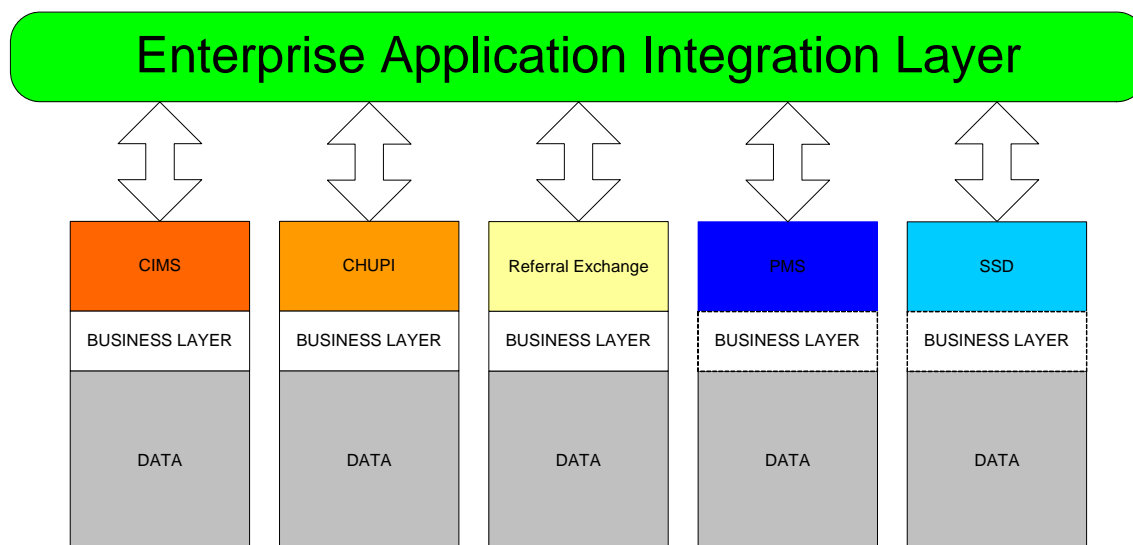 Enterprise Application Integration Layer
CIMS
CHUPI
Referral Exchange
PMS
SSD
BUSINESS LAYER
BUSINESS LAYER
BUSINESS LAYER
BUSINESS LAYER
BUSINESS LAYER
DATA
DATA
DATA
DATA
DATA